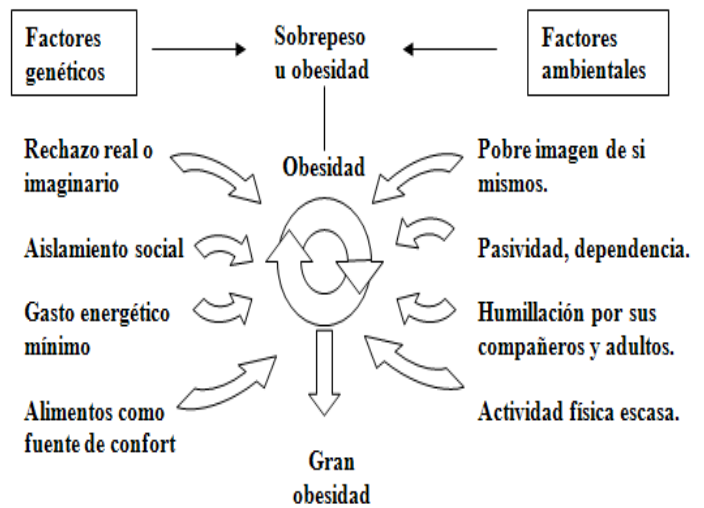 Factores
genéticos
Sobrepeso
u obesidad
Factores
ambientales
Rechazo real o
imaginario
Obesidad
Pobre imagen de si
mismos.
Aislamiento social
Pasividad, dependencia.
Gasto energético
mínimo
Humillación por sus
compañeros y adultos.
Alimentos como
fuente de confort
Actividad física escasa.
Gran
obesidad